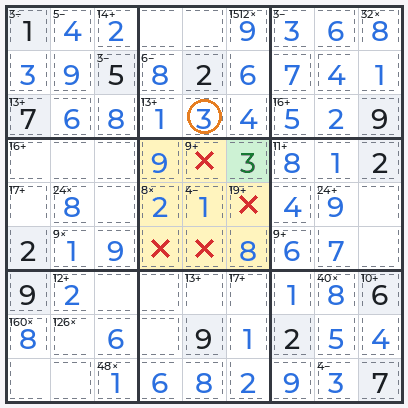 3÷ 5− 14+ 1512× 3− 32×
1 4 2 9 3 6 8
3− 6−
3 9 5 8 2 6 7 4 1
13+ 13+ 16+
7 6 8 1 3 4 5 2 9
16+ 9+ 11+
9 3 8 1 2
17+ 24× 8× 4− 19+ 24+
8 2 1 4 9
9× 9+
2 1 9 8 6 7
12+ 13+ 17+ 40× 10+
9 2 1 8 6
160× 126×
8 6 9 1 2 5 4
48× 4−
1 6 8 2 9 3 7